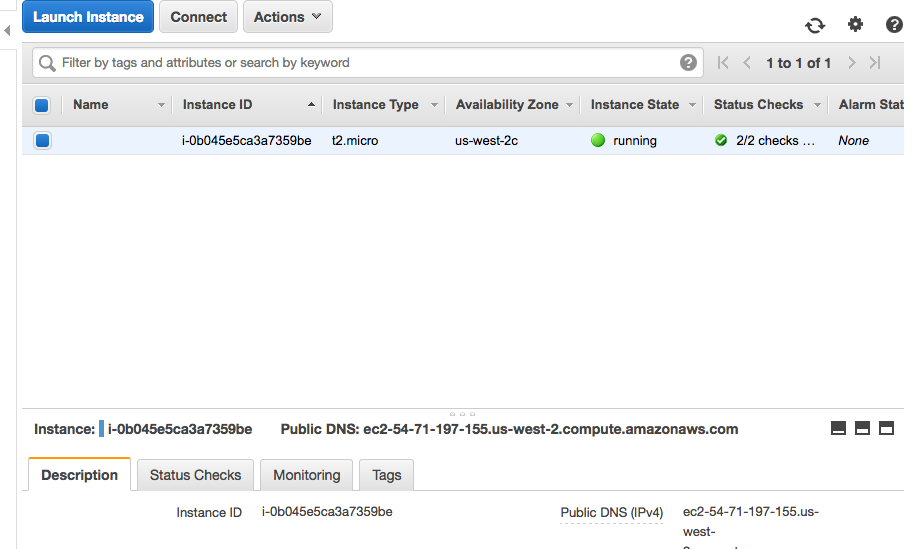 Launch Instance Connect Actions
Filter by tags and attributes or search by keyword ? 1 to 1 of 1
Name Instance ID Instance Type Availability Zone Instance State Status Checks Alarm Stat
i-0b045e5ca3a7359be t2.micro us-west-2c running 2/2 checks ... None
Instance: i-0b045e5ca3a7359be Public DNS: ec2-54-71-197-155.us-west-2.compute.amazonaws.com
Description Status Checks Monitoring Tags
Instance ID i-0b045e5ca3a7359be Public DNS (IPv4) ec2-54-71-197-155.us-
west-